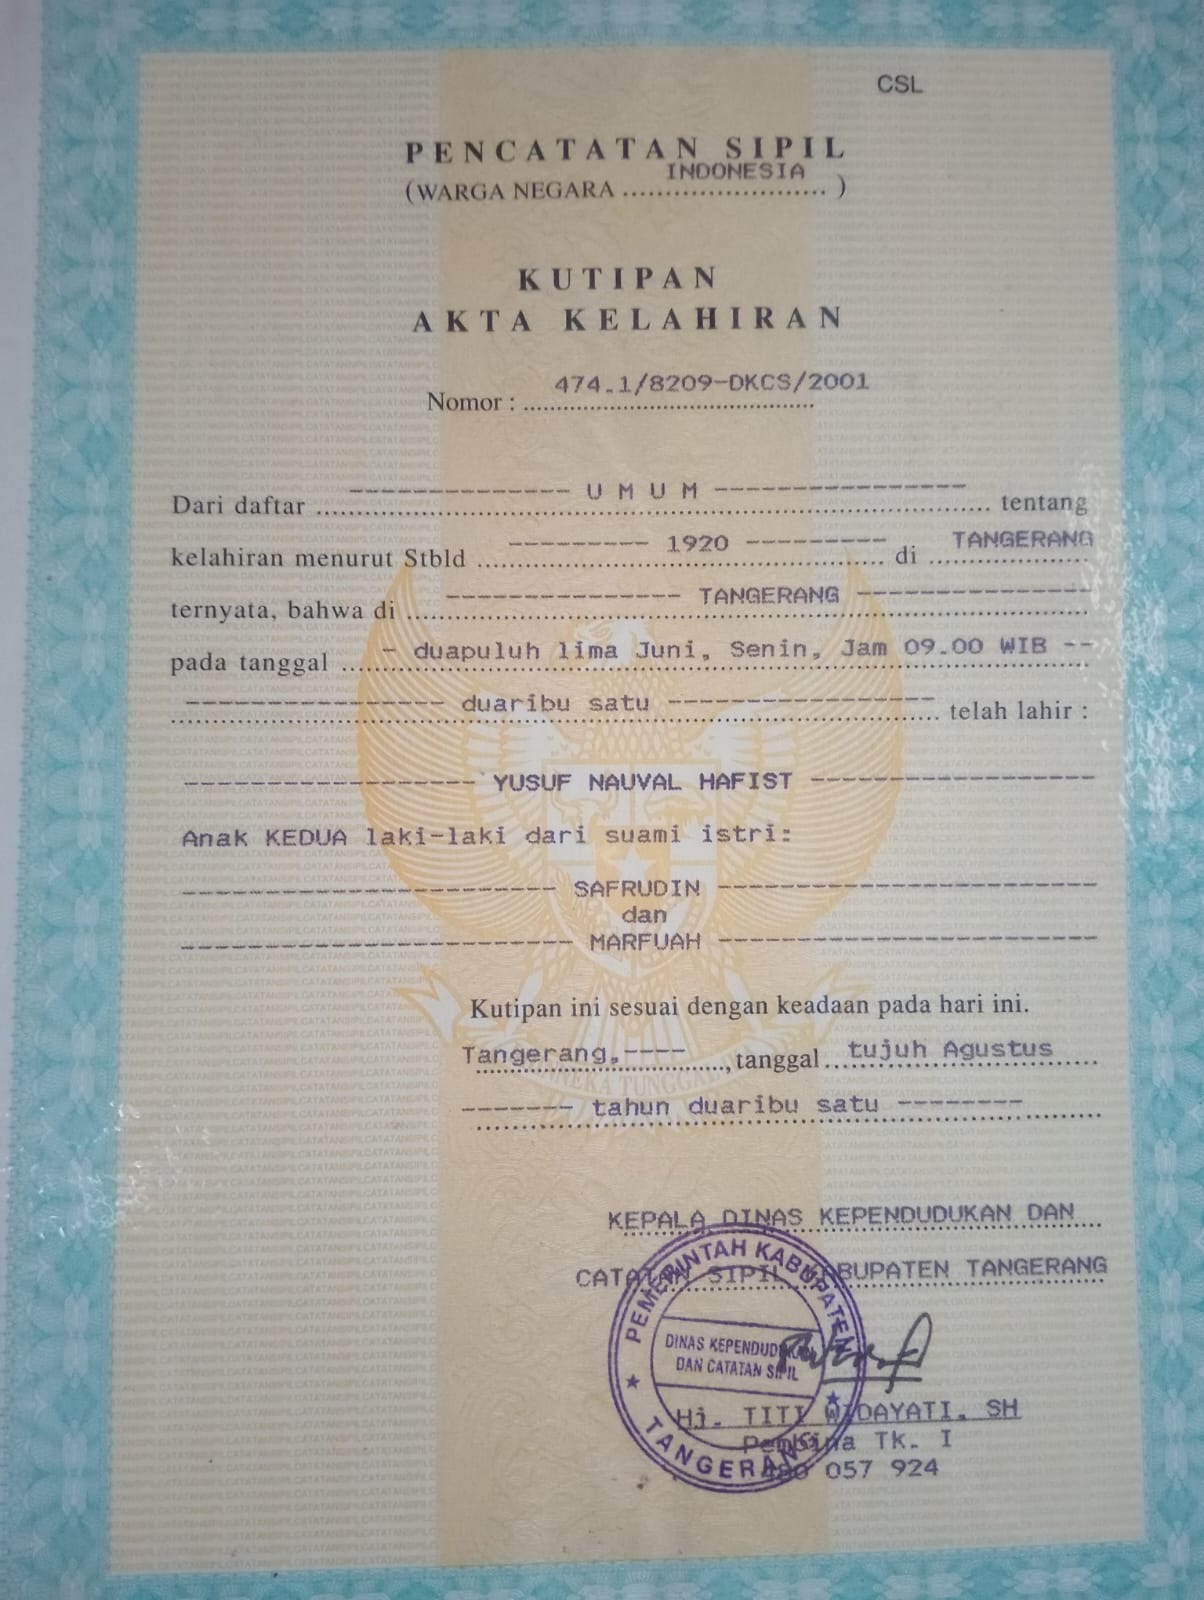 CSL
PENCATATAN SIPIL
(WARGA NEGARA INDONESIA)
KUTIPAN
AKTA KELAHIRAN
Nomor : 474.1/8209-DKCS/2001
Dari daftar -------------- U M U M ---------------- tentang
kelahiran menurut Stbld --------- 1920 --------- di TANGERANG
ternyata, bahwa di --------------- TANGERANG ---------------
pada tanggal - duapuluh lima Juni, Senin, Jam 09.00 WIB --
---------------- duaribu satu ----------------- telah lahir :
------------------- YUSUF NAUVAL HAFIST ------------------
Anak KEDUA laki-laki dari suami istri:
------------------------ SAFRUDIN ------------------------
dan
------------------------- MARFUAH ------------------------
Kutipan ini sesuai dengan keadaan pada hari ini.
Tangerang,----, tanggal tujuh Agustus
------- tahun duaribu satu --------
KEPALA DINAS KEPENDUDUKAN DAN
CATATAN SIPIL KABUPATEN TANGERANG
PEMERINTAH KABUPATEN
DINAS KEPENDUDUKAN
DAN CATATAN SIPIL
TANGERANG
Hj. TITI WIDAYATI, SH
Pembina TK. I
057 924